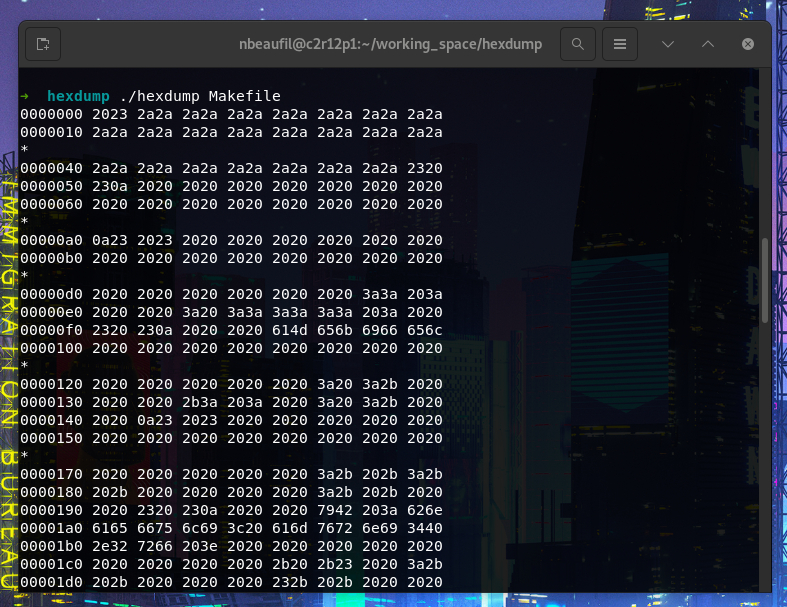 nbeaufil@c2r12p1:~/working_space/hexdump
→ hexdump ./hexdump Makefile
0000000 2023 2a2a 2a2a 2a2a 2a2a 2a2a 2a2a 2a2a
0000010 2a2a 2a2a 2a2a 2a2a 2a2a 2a2a 2a2a 2a2a
*
0000040 2a2a 2a2a 2a2a 2a2a 2a2a 2a2a 2a2a 2320
0000050 230a 2020 2020 2020 2020 2020 2020 2020
0000060 2020 2020 2020 2020 2020 2020 2020 2020
*
00000a0 0a23 2023 2020 2020 2020 2020 2020 2020
00000b0 2020 2020 2020 2020 2020 2020 2020 2020
*
00000d0 2020 2020 2020 2020 2020 2020 3a3a 203a
00000e0 2020 2020 3a20 3a3a 3a3a 3a3a 203a 2020
00000f0 2320 230a 2020 2020 614d 656b 6966 656c
0000100 2020 2020 2020 2020 2020 2020 2020 2020
*
0000120 2020 2020 2020 2020 2020 3a20 3a2b 2020
0000130 2020 2020 2b3a 203a 2020 3a20 3a2b 2020
0000140 2020 0a23 2023 2020 2020 2020 2020 2020
0000150 2020 2020 2020 2020 2020 2020 2020 2020
*
0000170 2020 2020 2020 2020 2020 3a2b 202b 3a2b
0000180 202b 2020 2020 2020 2020 3a2b 202b 2020
0000190 2020 2320 230a 2020 2020 7942 203a 626e
00001a0 6165 6675 6c69 3c20 616d 7672 6e69 3440
00001b0 2e32 7266 203e 2020 2020 2020 2020 2020
00001c0 2020 2020 2020 2020 2b20 2b23 2020 3a2b
00001d0 202b 2020 2020 2020 232b 202b 2020 2020
IMMIGRATION BUREAU